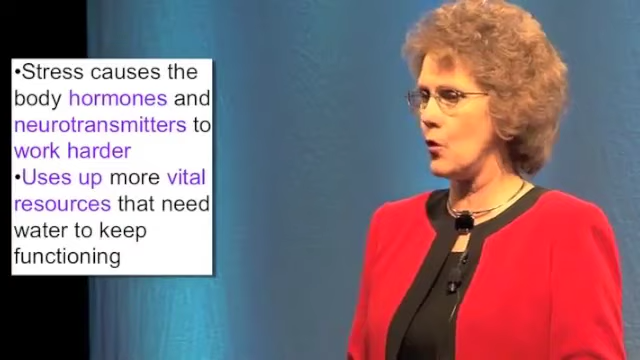 •Stress causes the
body hormones and
neurotransmitters to
work harder
•Uses up more vital
resources that need
water to keep
functioning